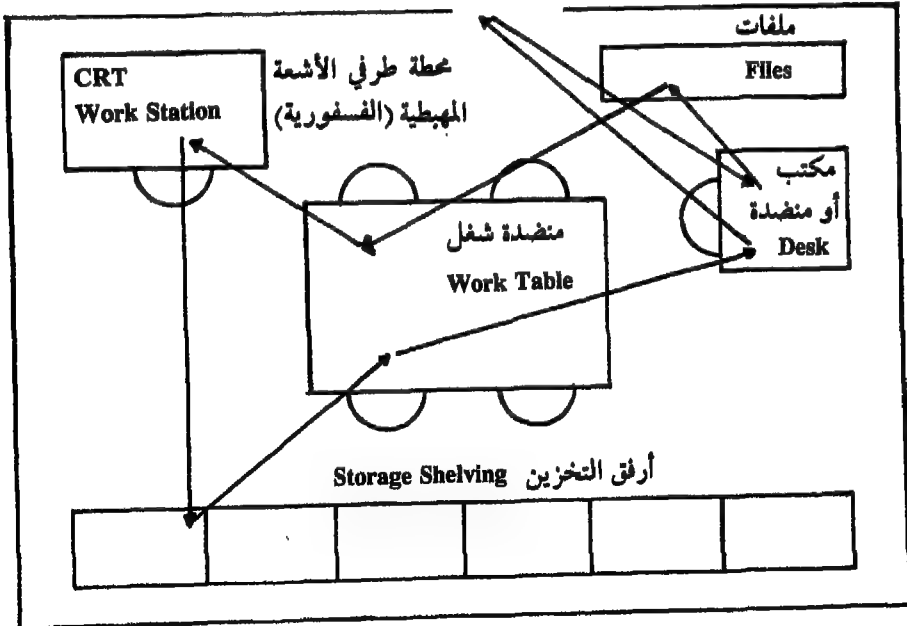 ملفات
Files
CRT
Work Station
محطة طرفي الأشعة
المهبطية (الفسفورية)
مكتب
أو منضدة
Desk
منضدة شغل
Work Table
Storage Shelving أرفق التخزين